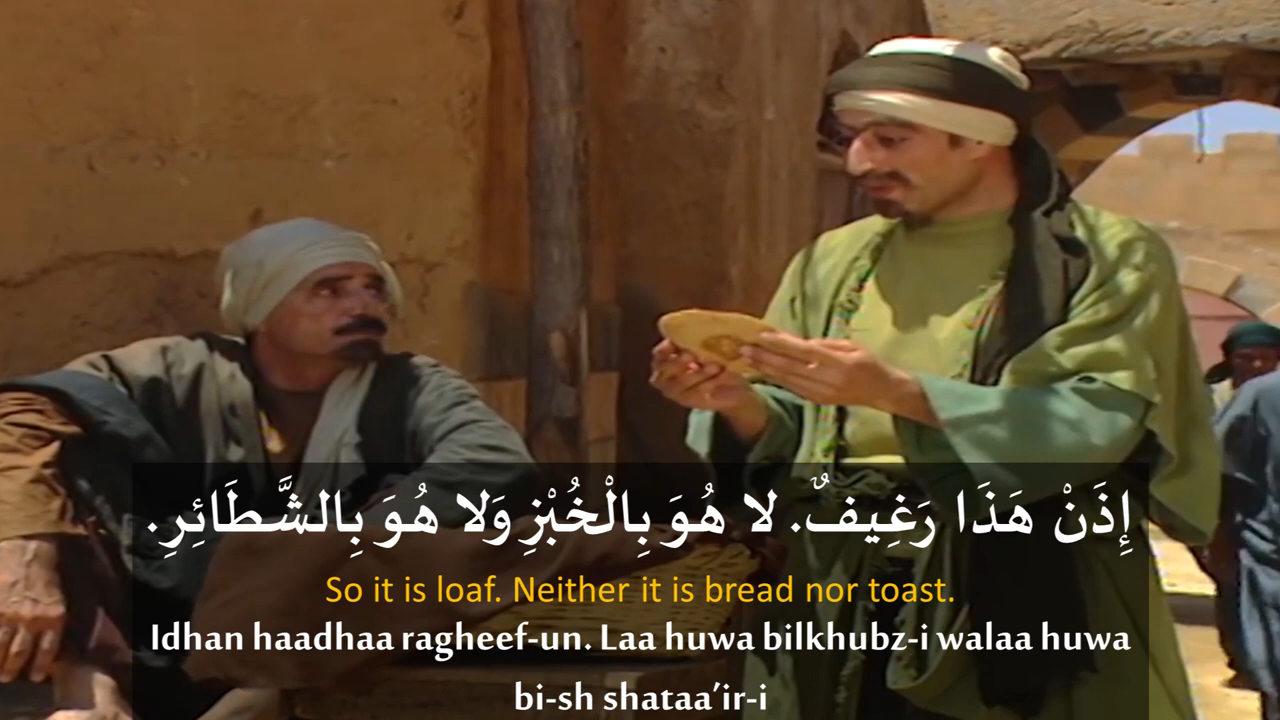 إِذَنْ هَذَا رَغِيفٌ. لا هُوَ بِالْخُبْزِ وَلا هُوَ بِالشَّطَائِرِ.
So it is loaf. Neither it is bread nor toast.
Idhan haadhaa ragheef-un. Laa huwa bilkhubz-i walaa huwa
bi-sh shataa'ir-i